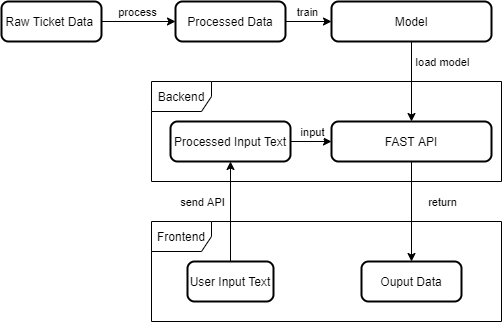 Raw Ticket Data
process
Processed Data
train
Model
load model
Backend
Processed Input Text
input
FAST API
send API
return
Frontend
User Input Text
Ouput Data